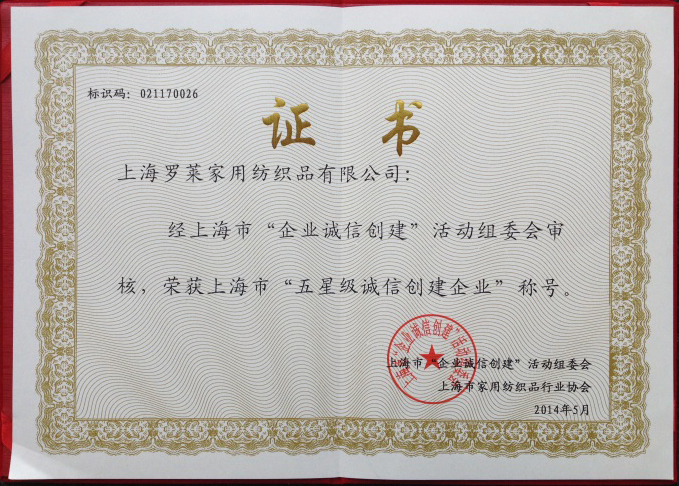 标识码：021170026
证 书
上海罗莱家用纺织品有限公司：
经上海市“企业诚信创建”活动组委会审
核，荣获上海市“五星级诚信创建企业”称号。
上海市“企业诚信创建”活动组委会
上海市“企业诚信创建”活动组委会
上海市家用纺织品行业协会
2014年5月